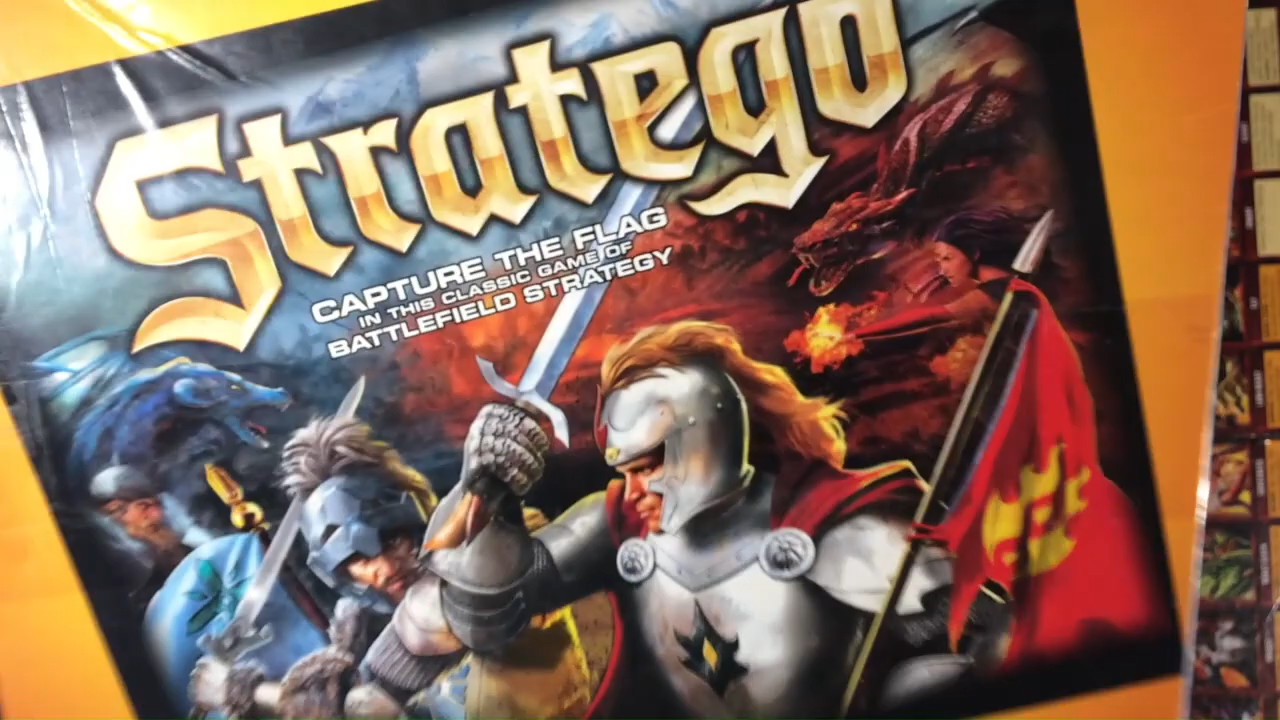 Stratego
CAPTURE THE FLAG
IN THIS CLASSIC GAME OF
BATTLEFIELD STRATEGY